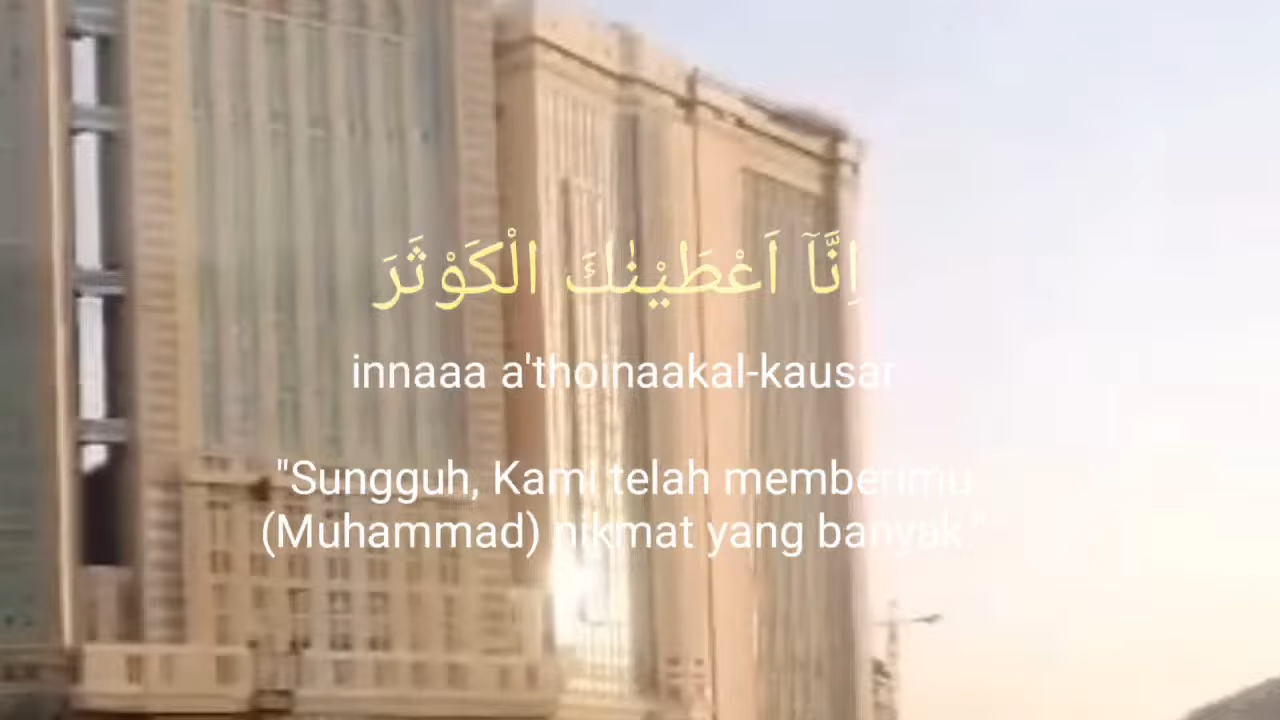 اِنَّآ اَعْطَيْنٰكَ الْكَوْثَرَ
innaaa a'thoinaakal-kausar
"Sungguh, Kami telah memberimu
(Muhammad) nikmat yang banyak."